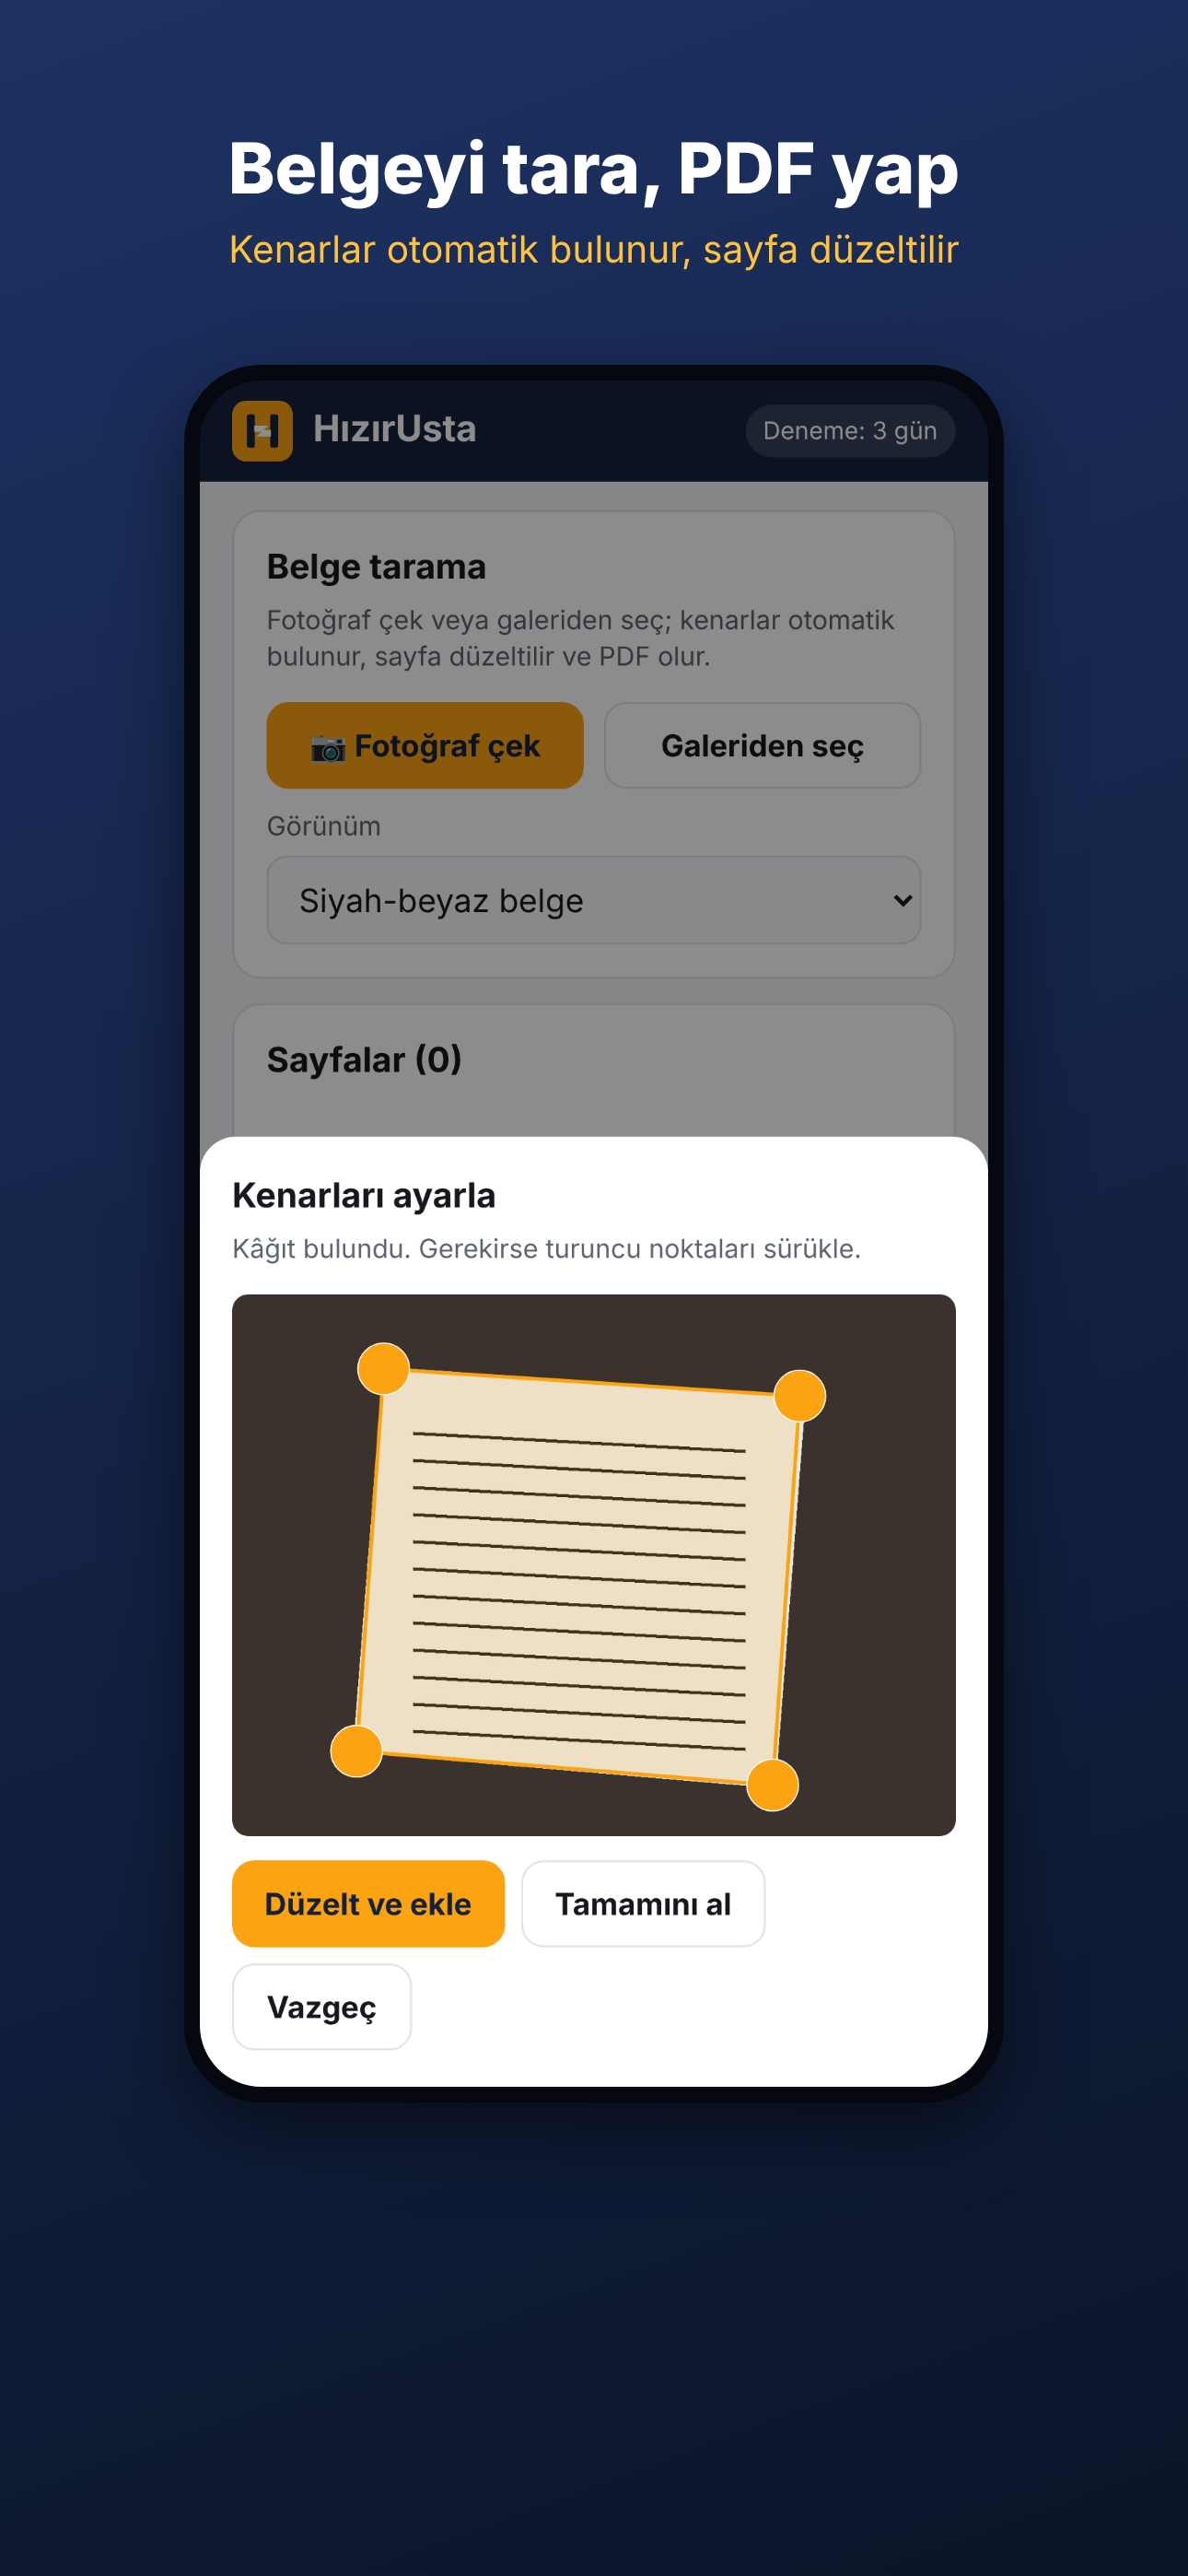 Belgeyi tara, PDF yap
Kenarlar otomatik bulunur, sayfa düzeltilir
H HızırUsta
Deneme: 3 gün
Belge tarama
Fotoğraf çek veya galeriden seç; kenarlar otomatik
bulunur, sayfa düzeltilir ve PDF olur.
📷 Fotoğraf çek
Galeriden seç
Görünüm
Siyah-beyaz belge
Sayfalar (0)
Kenarları ayarla
Kâğıt bulundu. Gerekirse turuncu noktaları sürükle.
Düzelt ve ekle
Tamamını al
Vazgeç